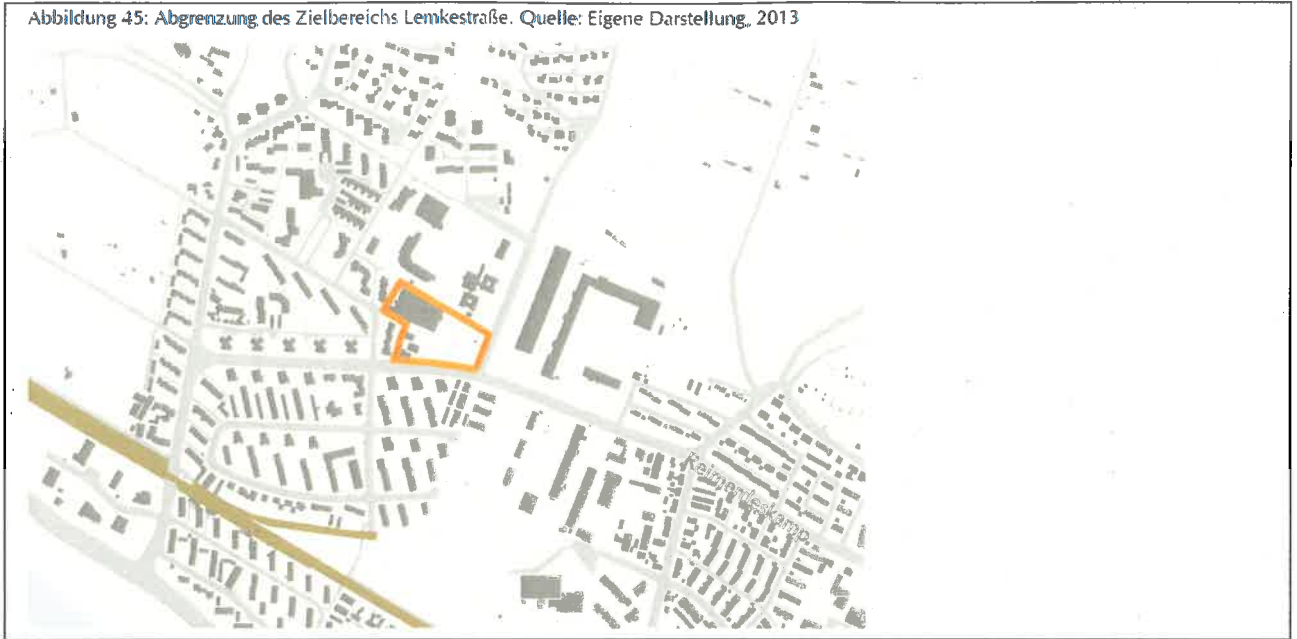 Abbildung 45: Abgrenzung des Zielbereichs Lemkestraße. Quelle: Eigene Darstellung, 2013
Reimerdeskamp